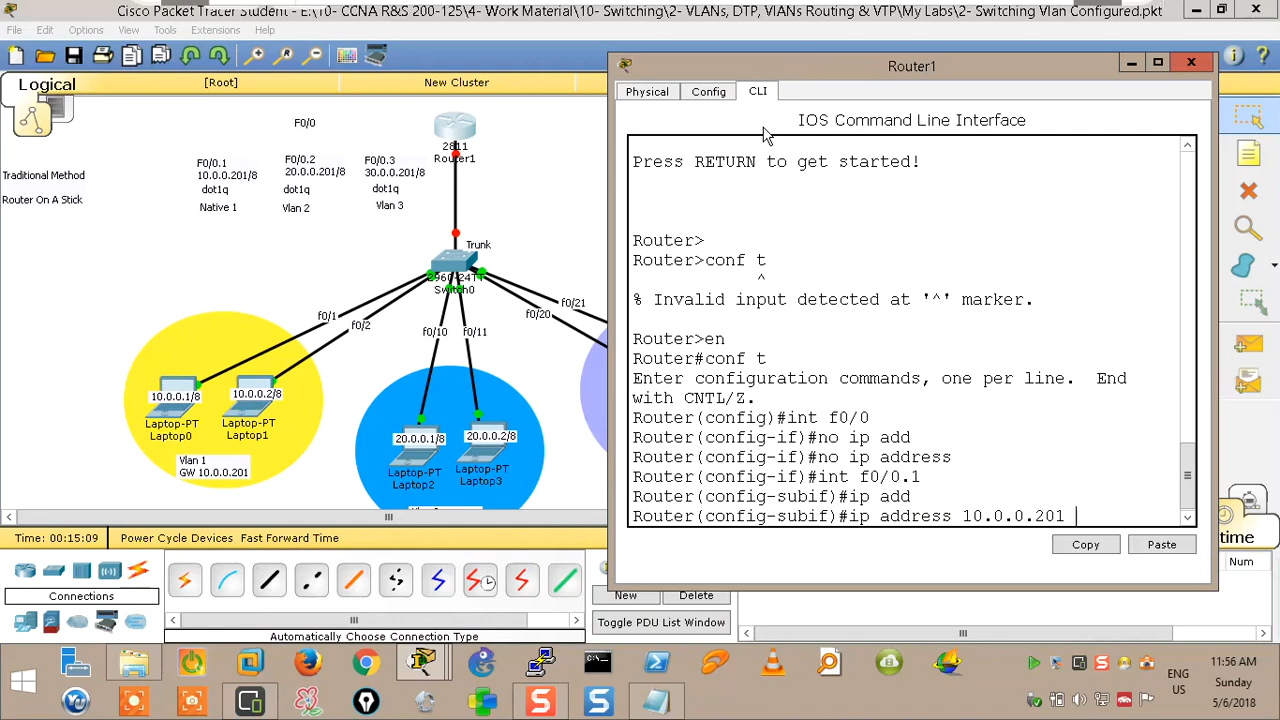 Cisco Packet Tracer Student - E:\10- CCNA R&S 200-125\4- Work Material\10- Switching\2- VLANs, DTP, VlANs Routing & VTP\My Labs\2- Switching Vlan Configured.pkt
File Edit Options View Tools Extensions Help
Logical
[Root]
New Cluster
F0/0
2811
Router1
F0/0.1
10.0.0.201/8
dot1q
Native 1
F0/0.2
20.0.0.201/8
dot1q
Vlan 2
F0/0.3
30.0.0.201/8
dot1q
Vlan 3
Traditional Method
Router On A Stick
Trunk
2960-24TT
Switch0
f0/1
f0/2
f0/10
f0/11
f0/20
f0/21
10.0.0.1/8
Laptop-PT
Laptop0
10.0.0.2/8
Laptop-PT
Laptop1
Vlan 1
GW 10.0.0.201
20.0.0.1/8
Laptop-PT
Laptop2
20.0.0.2/8
Laptop-PT
Laptop3
Router1
Physical Config CLI
IOS Command Line Interface
Press RETURN to get started!
Router>
Router>conf t
^
% Invalid input detected at '^' marker.
Router>en
Router#conf t
Enter configuration commands, one per line. End
with CNTL/Z.
Router(config)#int f0/0
Router(config-if)#no ip add
Router(config-if)#no ip address
Router(config-if)#int f0/0.1
Router(config-subif)#ip add
Router(config-subif)#ip address 10.0.0.201
Copy
Paste
Time: 00:15:09 Power Cycle Devices Fast Forward Time
time
Connections
Automatically Choose Connection Type
New
Delete
Toggle PDU List Window
Num
ENG
US
11:56 AM
Sunday
5/6/2018